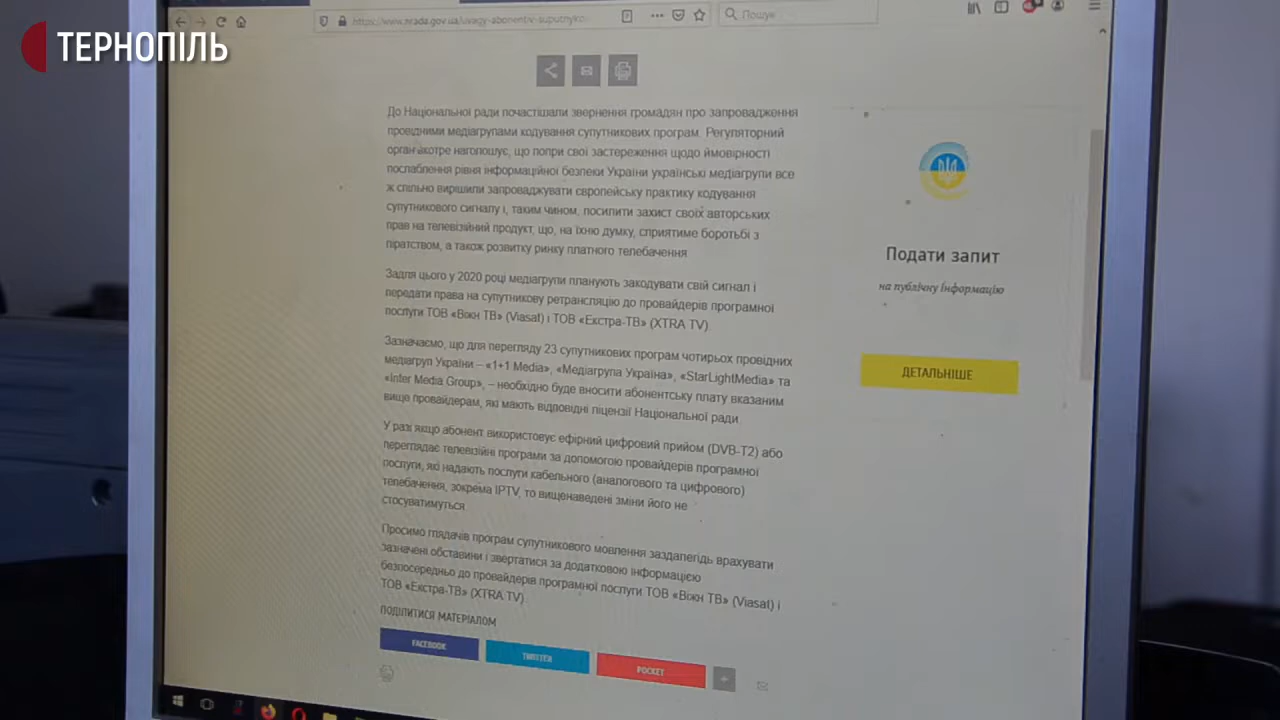 ТЕРНОПІЛЬ
https://www.nrada.gov.ua/uvagy-abonentiv-suputnyko
Пошук
До Національної ради почастішали звернення громадян про запровадження
провідними медіагрупами кодування супутникових програм. Регуляторний
орган вкотре наголошує, що попри свої застереження щодо ймовірності
послаблення рівня інформаційної безпеки України українські медіагрупи все
ж спільно вирішили запроваджувати європейську практику кодування
супутникового сигналу і, таким чином, посилити захист своїх авторських
прав на телевізійний продукт, що, на їхню думку, сприятиме боротьбі з
піратством, а також розвитку ринку платного телебачення
Задля цього у 2020 році медіагрупи планують закодувати свій сигнал і
передати права на супутникову ретрансляцію до провайдерів програмної
послуги ТОВ «Віжн ТВ» (Viasat) і ТОВ «Екстра-ТВ» (XTRA TV)
Зазначаємо, що для перегляду 23 супутникових програм чотирьох провідних
медіагруп України – «1+1 Media», «Медіагрупа Україна», «StarLightMedia» та
«Inter Media Group», – необхідно буде вносити абонентську плату вказаним
вище провайдерам, які мають відповідні ліцензії Національної ради
У разі якщо абонент використовує ефірний цифровий прийом (DVB-T2) або
переглядає телевізійні програми за допомогою провайдерів програмної
послуги, які надають послуги кабельного (аналогового та цифрового)
телебачення, зокрема IPTV, то вищенаведені зміни його не
стосуватимуться
Просимо глядачів програм супутникового мовлення заздалегідь врахувати
зазначені обставини і звертатися за додатковою інформацією
безпосередньо до провайдерів програмної послуги ТОВ «Віжн ТВ» (Viasat) і
ТОВ «Екстра-ТВ» (XTRA TV)
ПОДІЛИТИСЯ МАТЕРІАЛОМ
FACEBOOK
TWITTER
POCKET
Подати запит
на публічну інформацію
ДЕТАЛЬНІШЕ